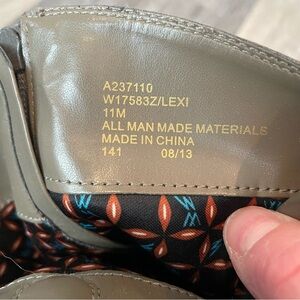 A237110
W17583Z/LEXI
11M
ALL MAN MADE MATERIALS
MADE IN CHINA
141 08/13